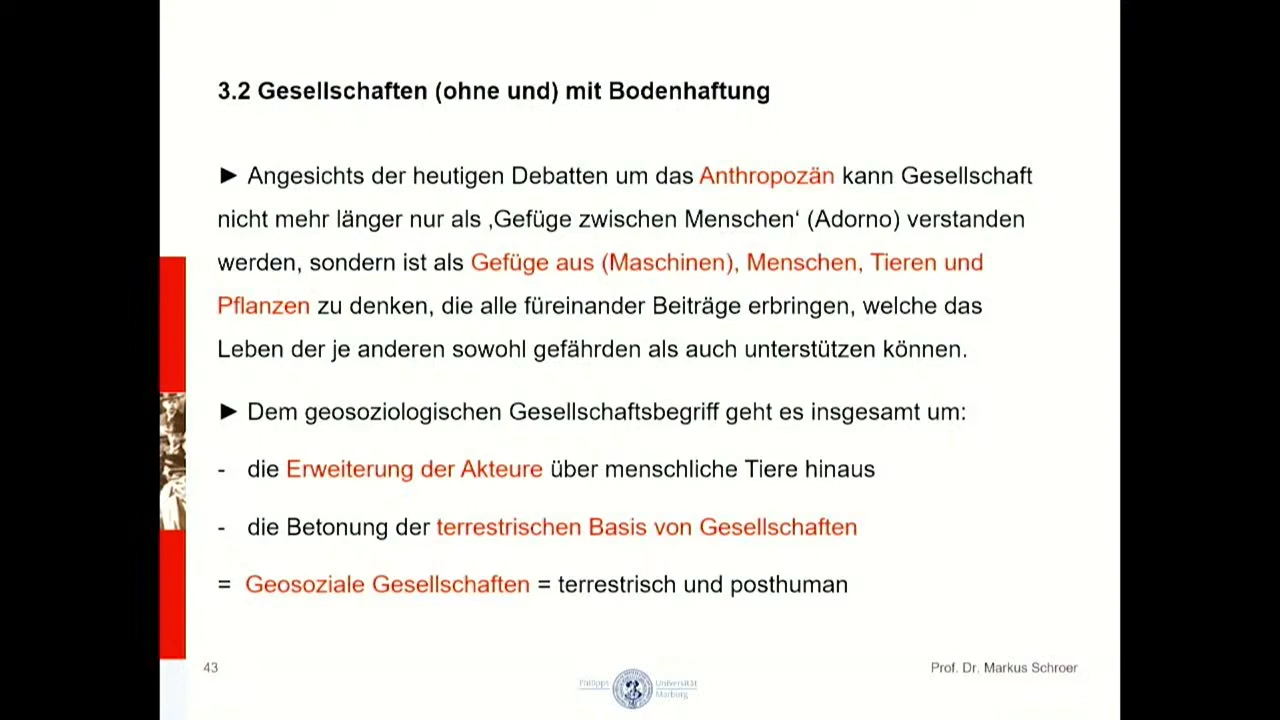 3.2 Gesellschaften (ohne und) mit Bodenhaftung
► Angesichts der heutigen Debatten um das Anthropozän kann Gesellschaft
nicht mehr länger nur als ‚Gefüge zwischen Menschen‘ (Adorno) verstanden
werden, sondern ist als Gefüge aus (Maschinen), Menschen, Tieren und
Pflanzen zu denken, die alle füreinander Beiträge erbringen, welche das
Leben der je anderen sowohl gefährden als auch unterstützen können.
► Dem geosoziologischen Gesellschaftsbegriff geht es insgesamt um:
- die Erweiterung der Akteure über menschliche Tiere hinaus
- die Betonung der terrestrischen Basis von Gesellschaften
= Geosoziale Gesellschaften = terrestrisch und posthuman
43
Prof. Dr. Markus Schroer
Philipps Universität
Marburg